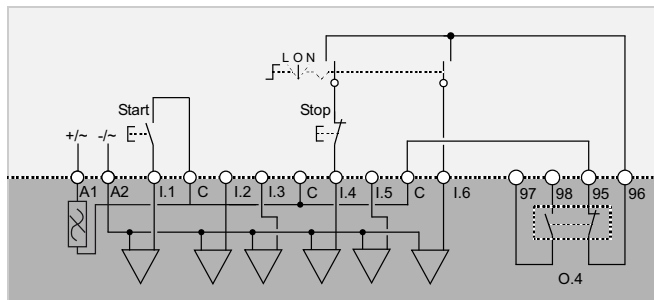 L O N
Start
Stop
+/~ -/~
A1 A2 I.1 C I.2 I.3 C I.4 I.5 C I.6 97 98 95 96
O.4